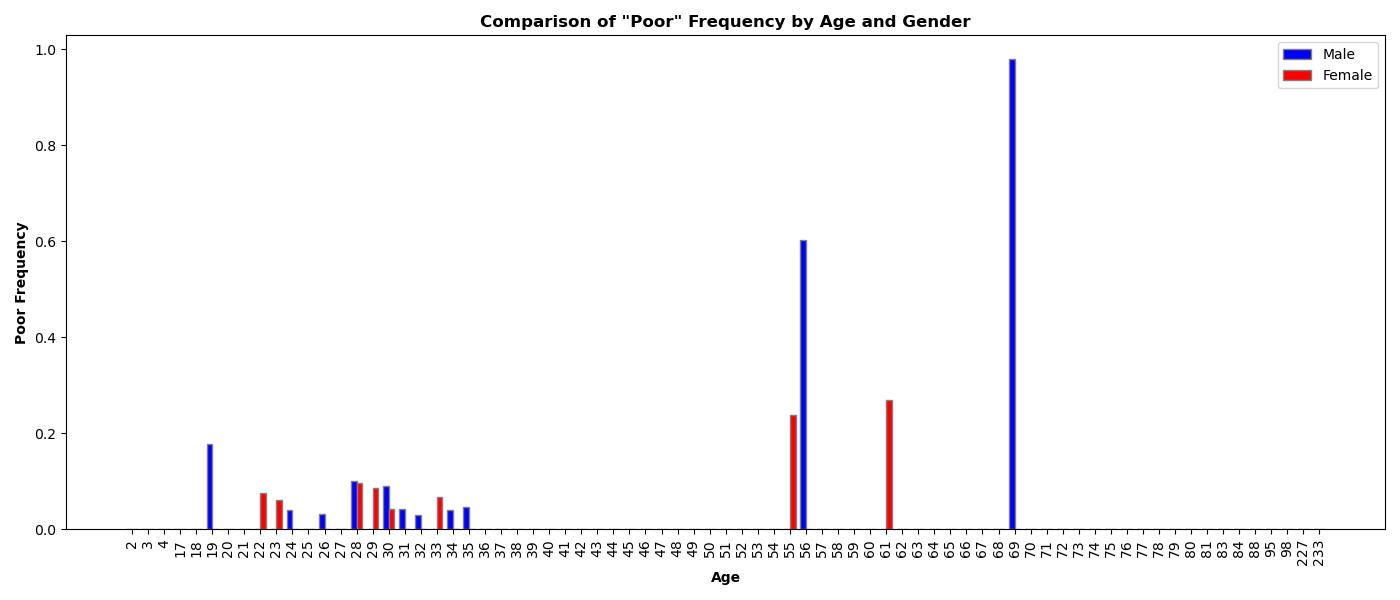 Comparison of "Poor" Frequency by Age and Gender
Male
Female
1.0
0.8
0.6
0.4
0.2
0.0
Poor Frequency
2 3 4 17 18 19 20 21 22 23 24 25 26 27 28 29 30 31 32 33 34 35 36 37 38 39 40 41 42 43 44 45 46 47 48 49 50 51 52 53 54 55 56 57 58 59 60 61 62 63 64 65 66 67 68 69 70 71 72 73 74 75 76 77 78 79 80 81 83 84 88 95 98 227 233
Age